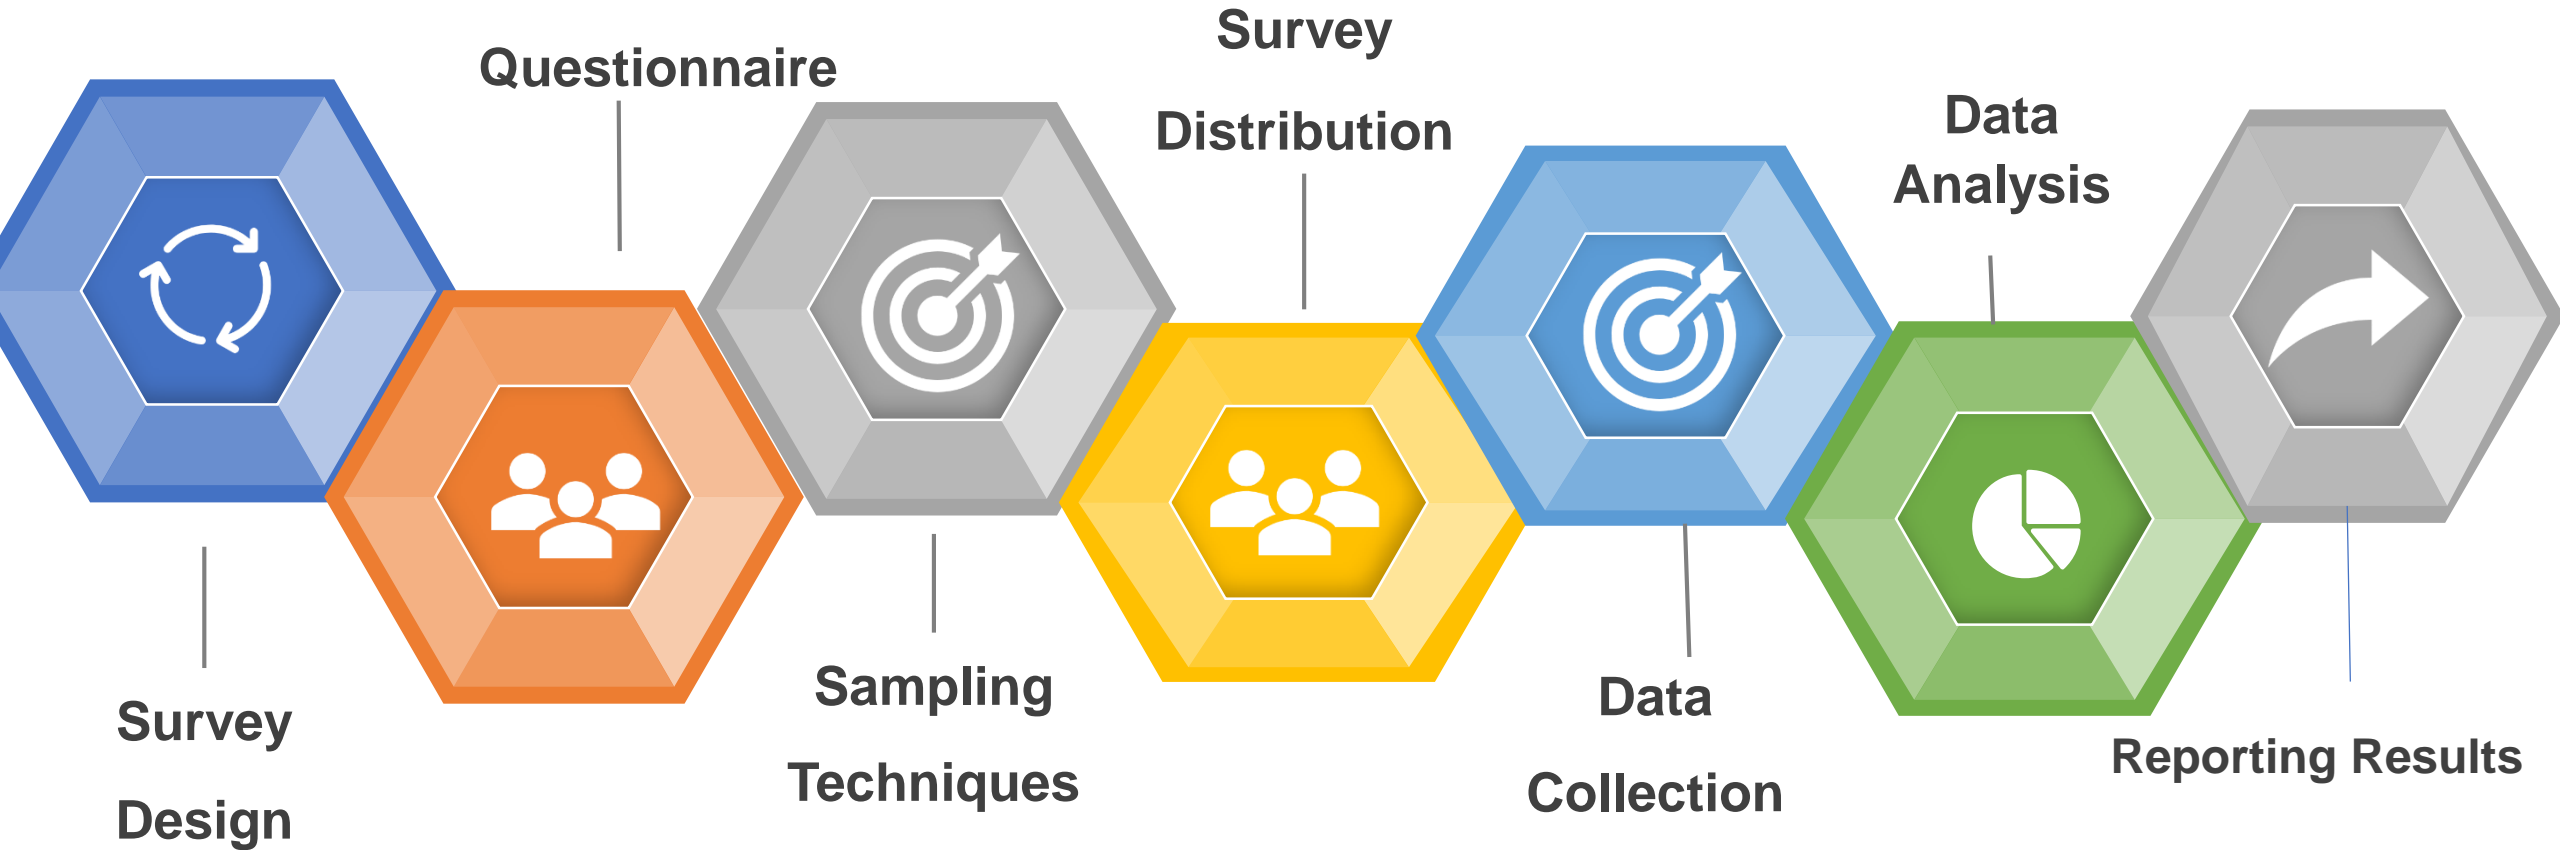 Survey
Design
Questionnaire
Sampling
Techniques
Survey
Distribution
Data
Collection
Data
Analysis
Reporting Results